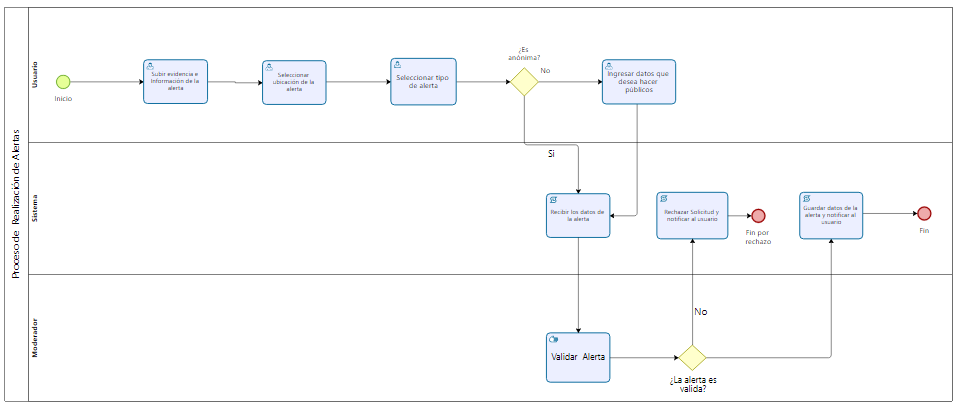 Proceso de Realización de Alertas
Usuario
Inicio
Subir evidencia e
información de la
alerta
Seleccionar
ubicación de la
alerta
Seleccionar tipo
de alerta
¿Es
anónima?
No
Ingresar datos que
desea hacer
públicos
Si
Sistema
Recibir los datos de
la alerta
Rechazar Solicitud y
notificar al usuario
Fin por
rechazo
Guardar datos de la
alerta y notificar al
usuario
Fin
Moderador
Validar Alerta
No
¿La alerta es
valida?